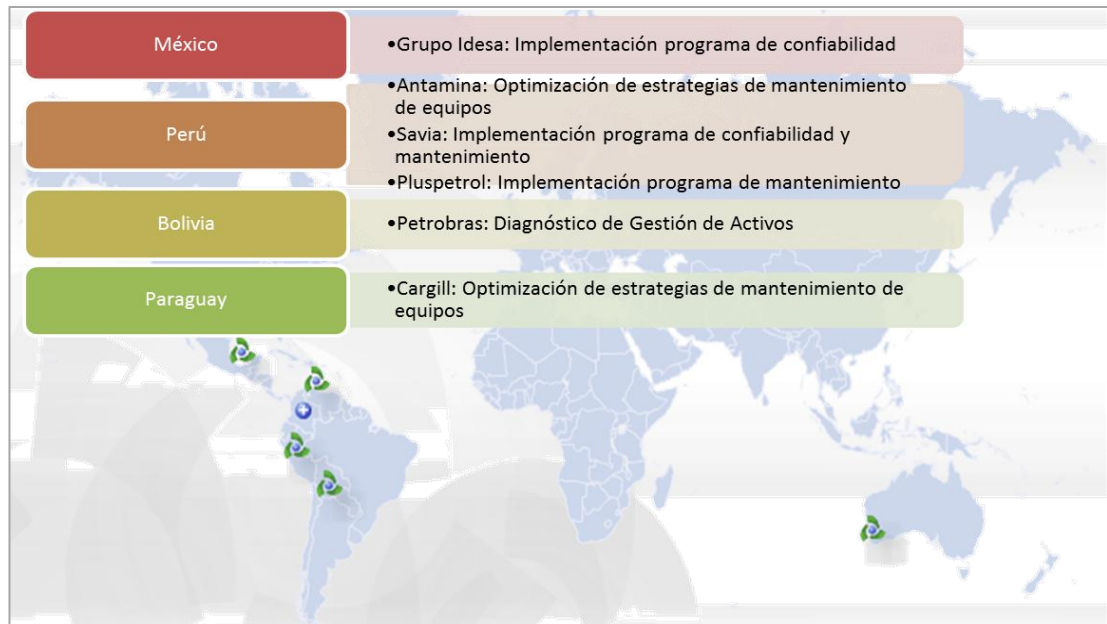 México
•Grupo Idesa: Implementación programa de confiabilidad
Perú
•Antamina: Optimización de estrategias de mantenimiento
de equipos
•Savia: Implementación programa de confiabilidad y
mantenimiento
•Pluspetrol: Implementación programa de mantenimiento
Bolivia
•Petrobras: Diagnóstico de Gestión de Activos
Paraguay
•Cargill: Optimización de estrategias de mantenimiento de
equipos